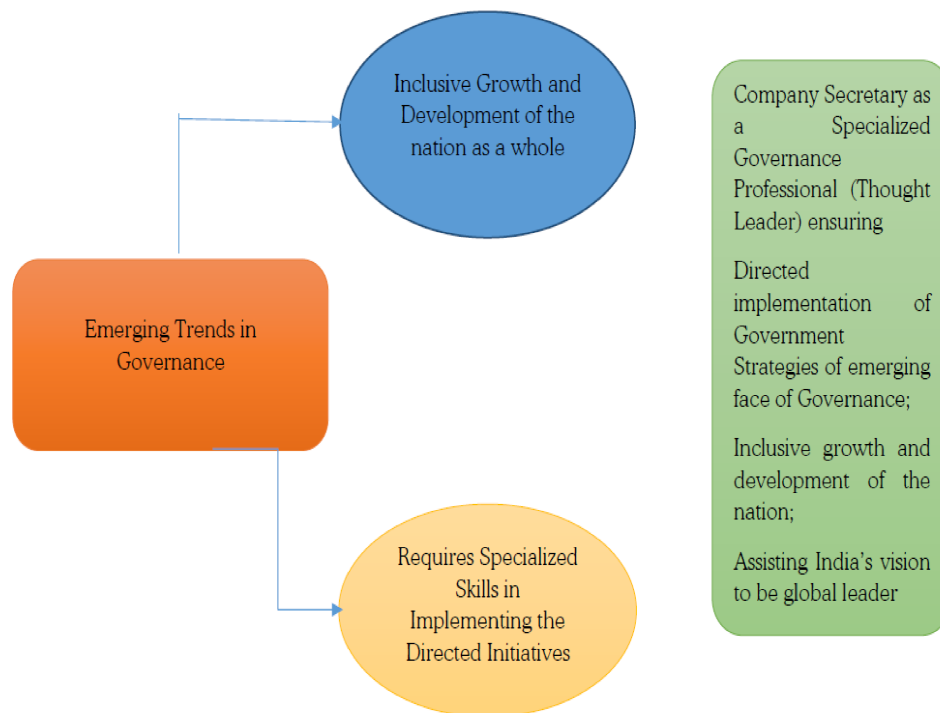 Inclusive Growth and
Development of the
nation as a whole
Emerging Trends in
Governance
Requires Specialized
Skills in
Implementing the
Directed Initiatives
Company Secretary as
a Specialized
Governance
Professional (Thought
Leader) ensuring
Directed
implementation of
Government
Strategies of emerging
face of Governance;
Inclusive growth and
development of the
nation;
Assisting India's vision
to be global leader